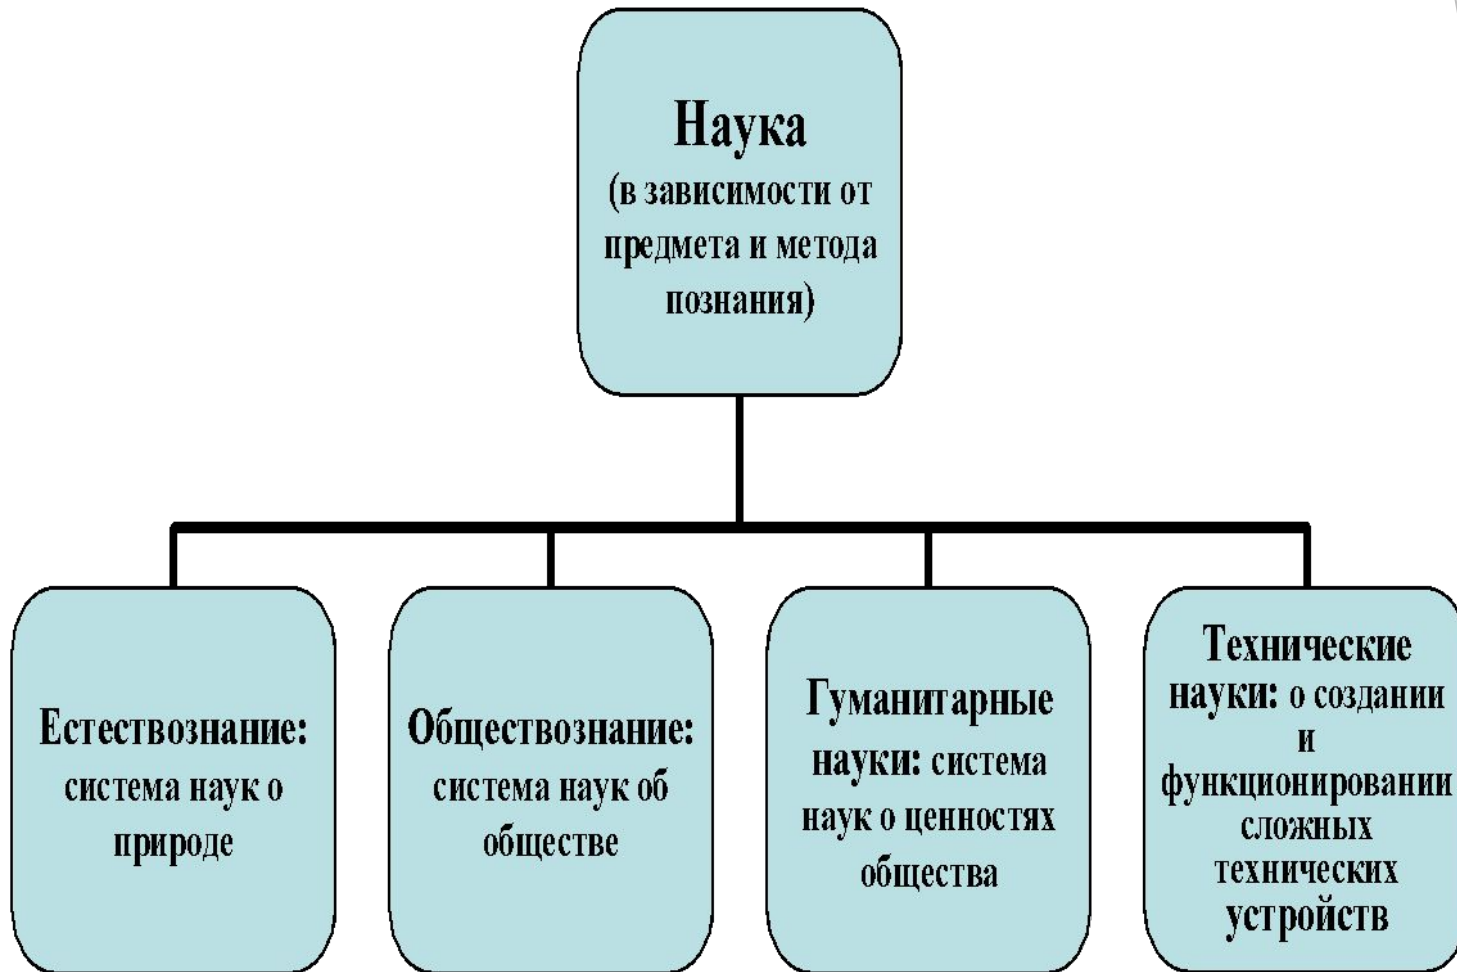 Наука
(в зависимости от
предмета и метода
познания)
Естествознание:
система наук о
природе
Обществознание:
система наук об
обществе
Гуманитарные
науки: система
наук о ценностях
общества
Технические
науки: о создании
и
функционировании
сложных
технических
устройств